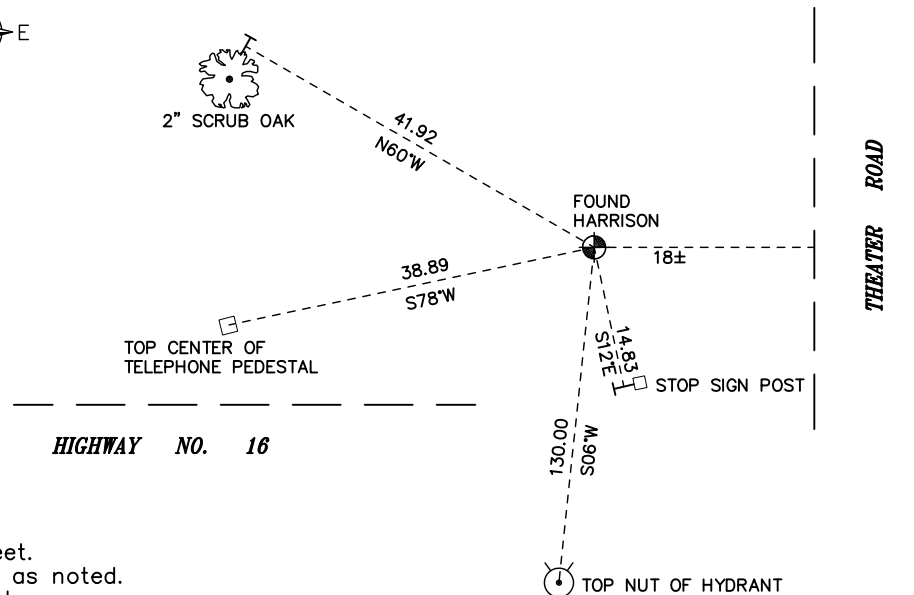 E
2" SCRUB OAK
41.92
N60°W
FOUND
HARRISON
18±
THEATER ROAD
38.89
S78°W
TOP CENTER OF
TELEPHONE PEDESTAL
14.83
S12°E
STOP SIGN POST
HIGHWAY NO. 16
130.00
S06°W
eet.
as noted.
TOP NUT OF HYDRANT